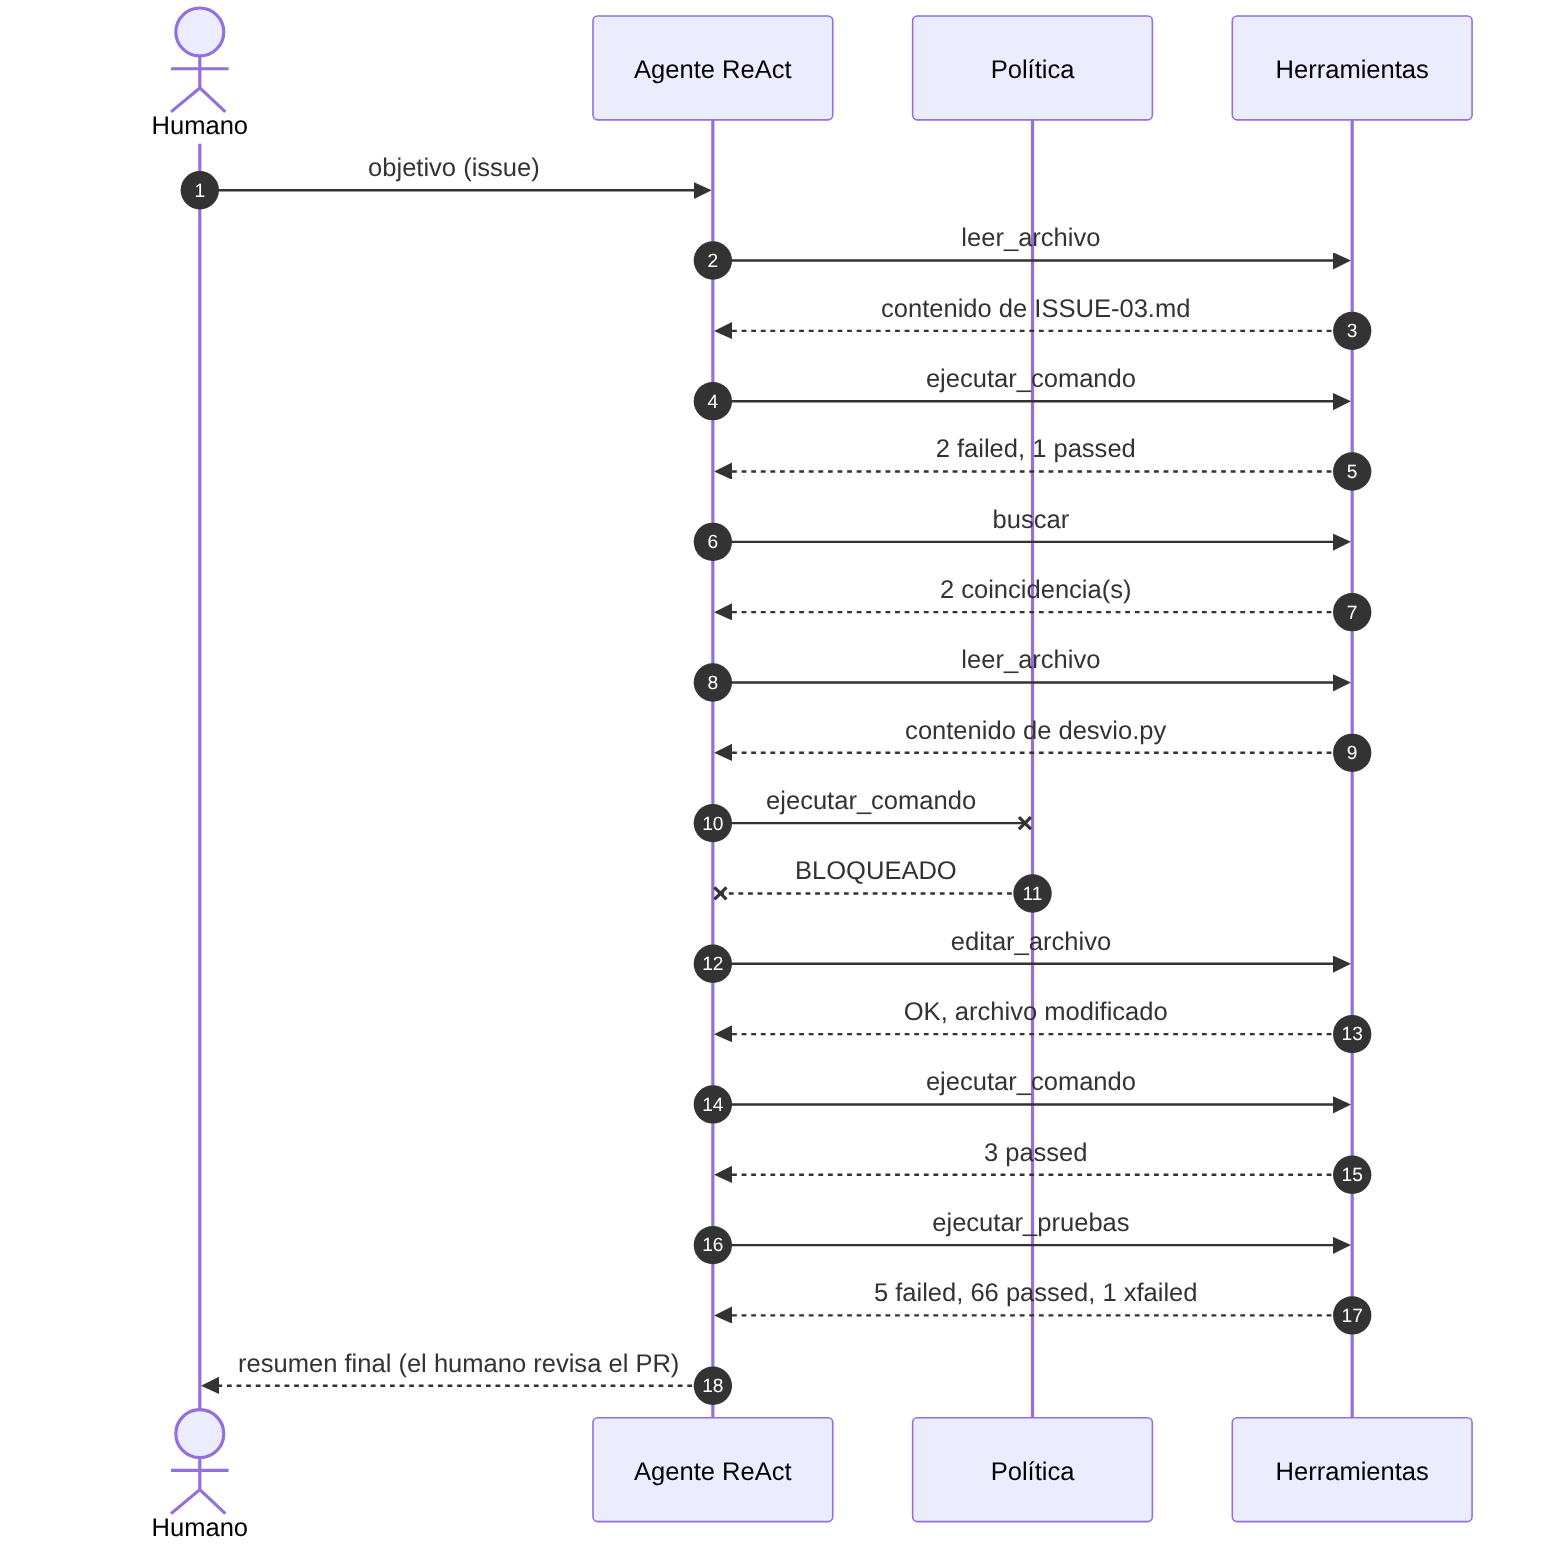 Humano
Agente ReAct
Política
Herramientas
objetivo (issue)
1
leer_archivo
2
contenido de ISSUE-03.md
3
ejecutar_comando
4
2 failed, 1 passed
5
buscar
6
2 coincidencia(s)
7
leer_archivo
8
contenido de desvio.py
9
ejecutar_comando
10
BLOQUEADO
11
editar_archivo
12
OK, archivo modificado
13
ejecutar_comando
14
3 passed
15
ejecutar_pruebas
16
5 failed, 66 passed, 1 xfailed
17
resumen final (el humano revisa el PR)
18
Humano
Agente ReAct
Política
Herramientas